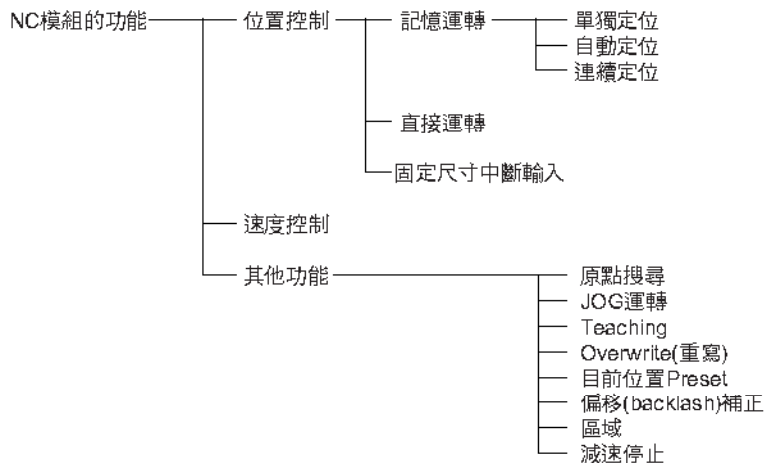 NC模組的功能 位置控制 記憶運轉 單獨定位
自動定位
連續定位
直接運轉
固定尺寸中斷輸入
速度控制
其他功能 原點搜尋
JOG運轉
Teaching
Overwrite(重寫)
目前位置Preset
偏移(backlash)補正
區域
減速停止